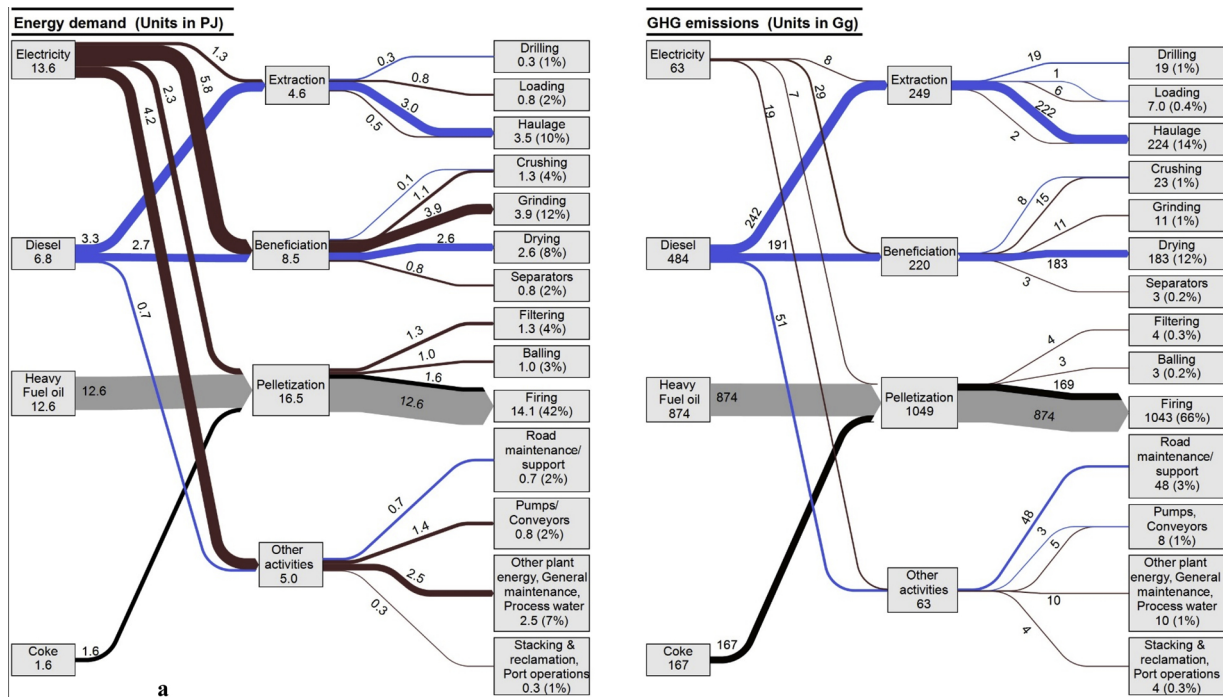 Energy demand (Units in PJ)
Electricity
13.6
Diesel
6.8
Heavy
Fuel oil
12.6
Coke
1.6
1.3
5.8
2.3
4.2
3.3
2.7
0.7
12.6
1.6
Extraction
4.6
Beneficiation
8.5
Pelletization
16.5
Other
activities
5.0
0.3
0.8
3.0
0.5
0.1
1.1
3.9
2.6
0.8
1.3
1.0
1.6
12.6
0.7
1.4
2.5
0.3
Drilling
0.3 (1%)
Loading
0.8 (2%)
Haulage
3.5 (10%)
Crushing
1.3 (4%)
Grinding
3.9 (12%)
Drying
2.6 (8%)
Separators
0.8 (2%)
Filtering
1.3 (4%)
Balling
1.0 (3%)
Firing
14.1 (42%)
Road
maintenance/
support
0.7 (2%)
Pumps/
Conveyors
0.8 (2%)
Other plant
energy, General
maintenance,
Process water
2.5 (7%)
Stacking &
reclamation,
Port operations
0.3 (1%)
a
GHG emissions (Units in Gg)
Electricity
63
Diesel
484
Heavy
Fuel oil
874
Coke
167
8
29
7
19
242
191
51
874
167
Extraction
249
Beneficiation
220
Pelletization
1049
Other
activities
63
19
1
6
222
2
8
15
11
183
3
4
3
169
874
48
3
5
10
4
Drilling
19 (1%)
Loading
7.0 (0.4%)
Haulage
224 (14%)
Crushing
23 (1%)
Grinding
11 (1%)
Drying
183 (12%)
Separators
3 (0.2%)
Filtering
4 (0.3%)
Balling
3 (0.2%)
Firing
1043 (66%)
Road
maintenance/
support
48 (3%)
Pumps,
Conveyors
8 (1%)
Other plant
energy, General
maintenance,
Process water
10 (1%)
Stacking &
reclamation,
Port operations
4 (0.3%)